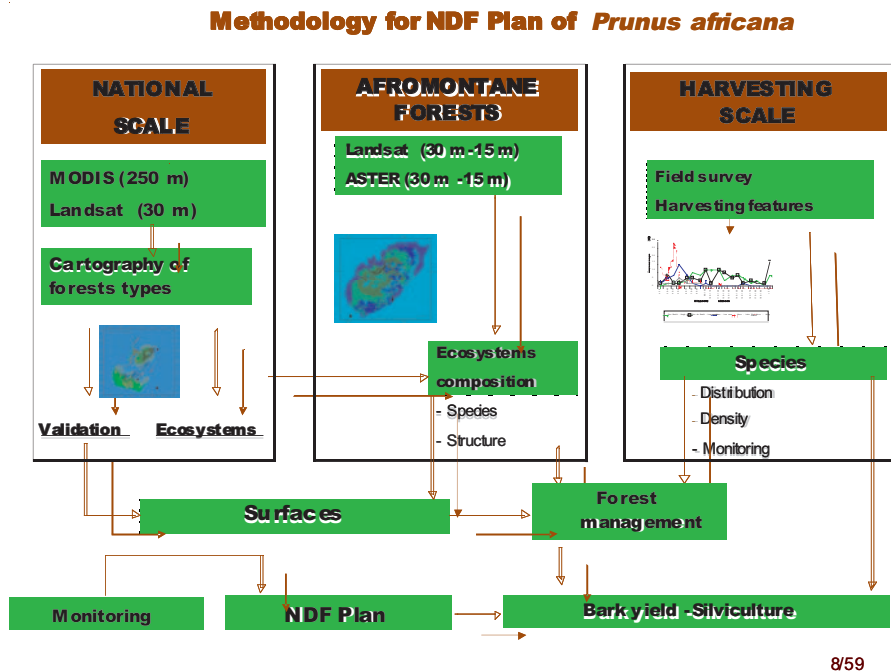 Methodology for NDF Plan of Prunus africana
NATIONAL
SCALE
MODIS (250 m)
Landsat (30 m)
Cartography of
forests types
Validation
Ecosystems
AFROMONTANE
FORESTS
Landsat (30 m -15 m)
ASTER (30 m -15 m)
Ecosystems
composition
- Species
- Structure
HARVESTING
SCALE
Field survey
Harvesting features
Species
- Distribution
- Density
- Monitoring
Surfaces
Forest
management
Monitoring
NDF Plan
Bark yield - Silviculture
8/59